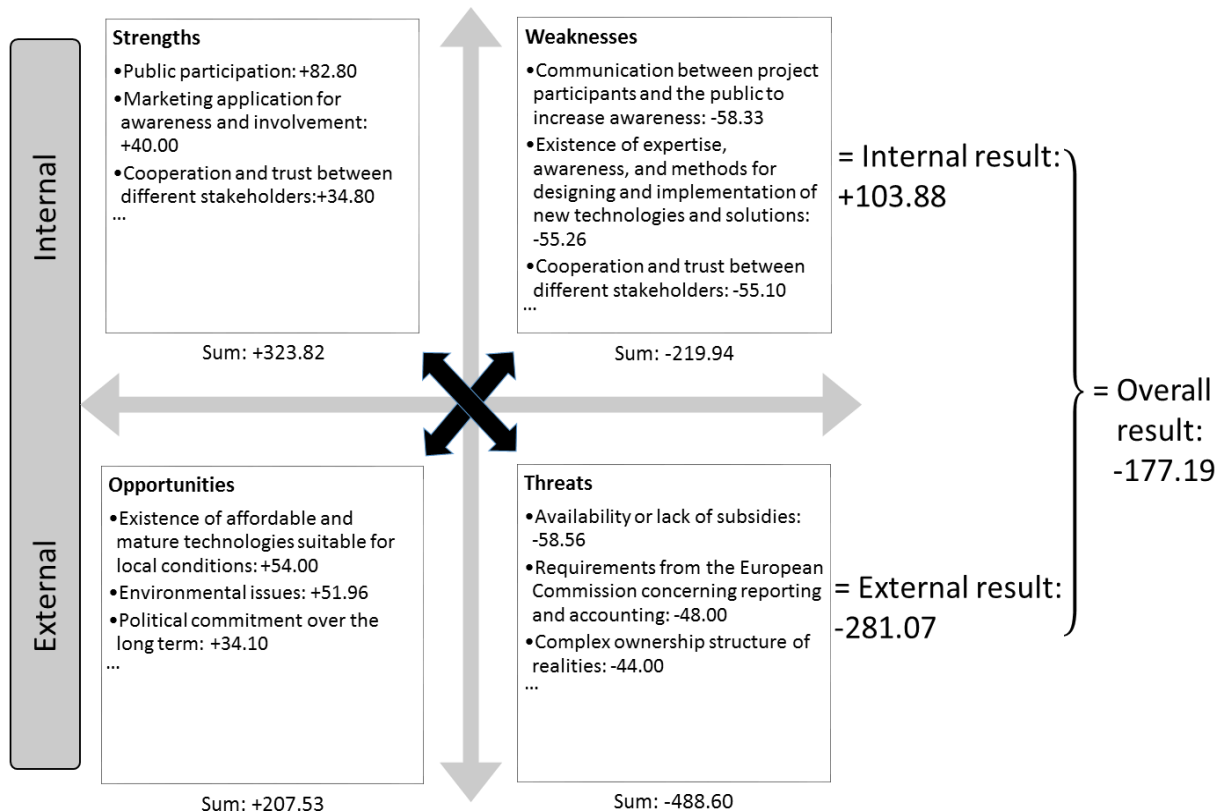 Internal
External
Strengths
•Public participation: +82.80
•Marketing application for
awareness and involvement:
+40.00
•Cooperation and trust between
different stakeholders:+34.80
...
Sum: +323.82
Weaknesses
•Communication between project
participants and the public to
increase awareness: -58.33
•Existence of expertise,
awareness, and methods for
designing and implementation of
new technologies and solutions:
-55.26
•Cooperation and trust between
different stakeholders: -55.10
...
Sum: -219.94
= Internal result:
+103.88
Opportunities
•Existence of affordable and
mature technologies suitable for
local conditions: +54.00
•Environmental issues: +51.96
•Political commitment over the
long term: +34.10
...
Sum: +207.53
Threats
•Availability or lack of subsidies:
-58.56
•Requirements from the European
Commission concerning reporting
and accounting: -48.00
•Complex ownership structure of
realities: -44.00
...
Sum: -488.60
= External result:
-281.07
= Overall
result:
-177.19